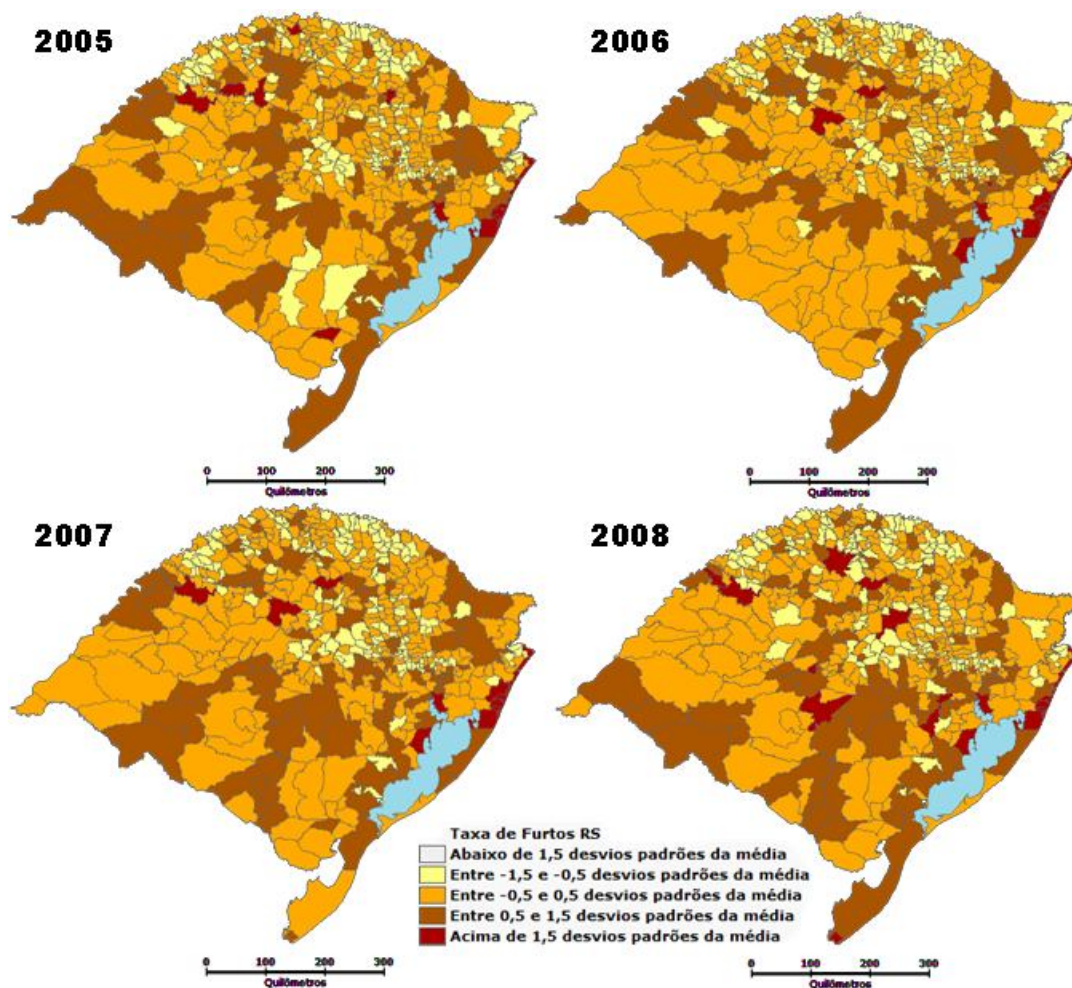 2005
2006
0 100 200 300
Quilômetros
0 100 200 300
Quilômetros
2007
2008
Taxa de Furtos RS
Abaixo de 1,5 desvios padrões da média
Entre -1,5 e -0,5 desvios padrões da média
Entre -0,5 e 0,5 desvios padrões da média
Entre 0,5 e 1,5 desvios padrões da média
Acima de 1,5 desvios padrões da média
0 100 200 300
Quilômetros
0 100 200 300
Quilômetros